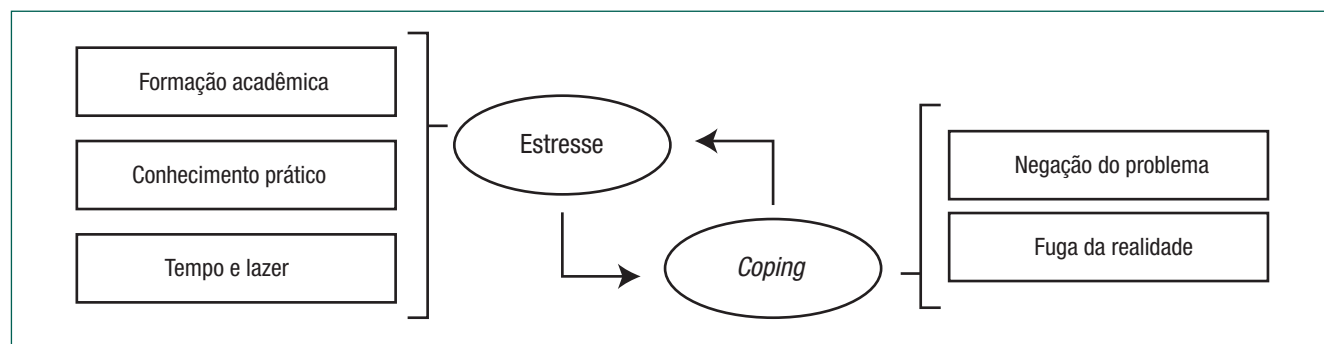 Formação acadêmica
Conhecimento prático
Tempo e lazer
Estresse
Coping
Negação do problema
Fuga da realidade